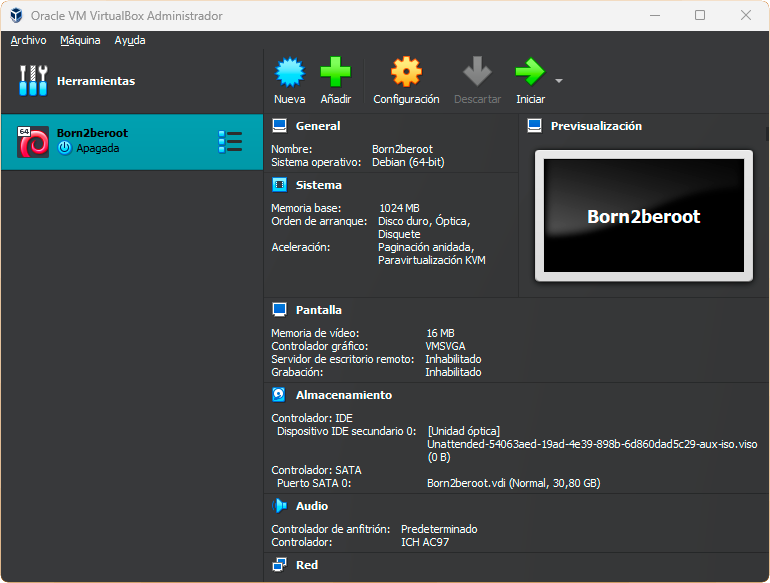 Oracle VM VirtualBox Administrador
Archivo Máquina Ayuda
Herramientas
Nueva Añadir Configuración Descartar Iniciar
64
Born2beroot
Apagada
General
Nombre: Born2beroot
Sistema operativo: Debian (64-bit)
Sistema
Memoria base: 1024 MB
Orden de arranque: Disco duro, Óptica,
Disquete
Aceleración: Paginación anidada,
Paravirtualización KVM
Previsualización
Born2beroot
Pantalla
Memoria de vídeo: 16 MB
Controlador gráfico: VMSVGA
Servidor de escritorio remoto: Inhabilitado
Grabación: Inhabilitado
Almacenamiento
Controlador: IDE
Dispositivo IDE secundario 0: [Unidad óptica]
Unattended-54063aed-19ad-4e39-898b-6d860dad5c29-aux-iso.viso
(0 B)
Controlador: SATA
Puerto SATA 0: Born2beroot.vdi (Normal, 30,80 GB)
Audio
Controlador de anfitrión: Predeterminado
Controlador: ICH AC97
Red